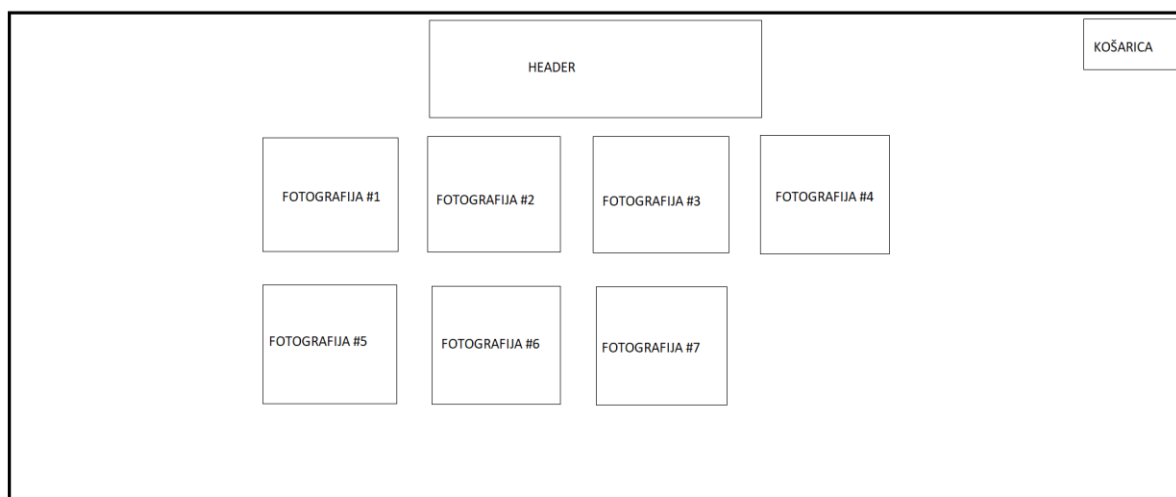 HEADER
KOŠARICA
FOTOGRAFIJA #1
FOTOGRAFIJA #2
FOTOGRAFIJA #3
FOTOGRAFIJA #4
FOTOGRAFIJA #5
FOTOGRAFIJA #6
FOTOGRAFIJA #7